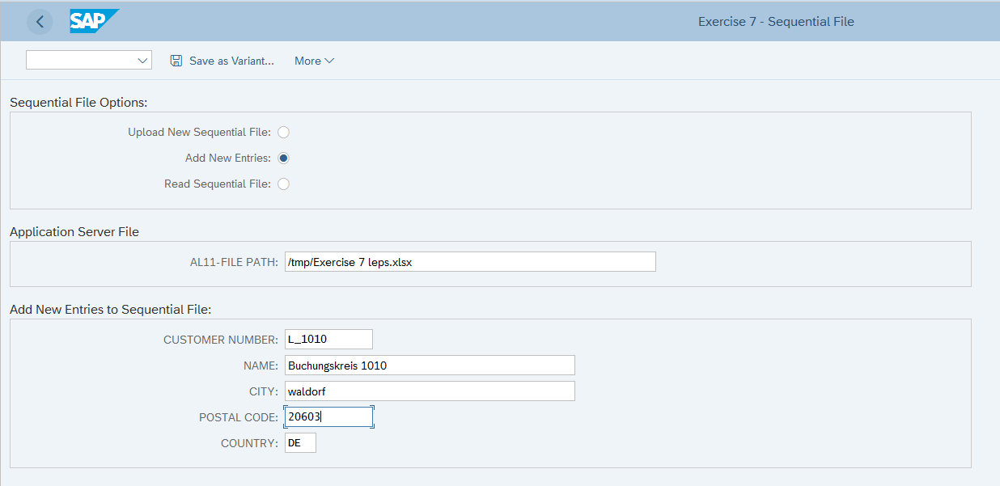 SAP
Exercise 7 - Sequential File
Save as Variant... More
Sequential File Options:
Upload New Sequential File:
Add New Entries:
Read Sequential File:
Application Server File
AL11-FILE PATH: /tmp/Exercise 7 leps.xlsx
Add New Entries to Sequential File:
CUSTOMER NUMBER: L_1010
NAME: Buchungskreis 1010
CITY: waldorf
POSTAL CODE: 20603
COUNTRY: DE